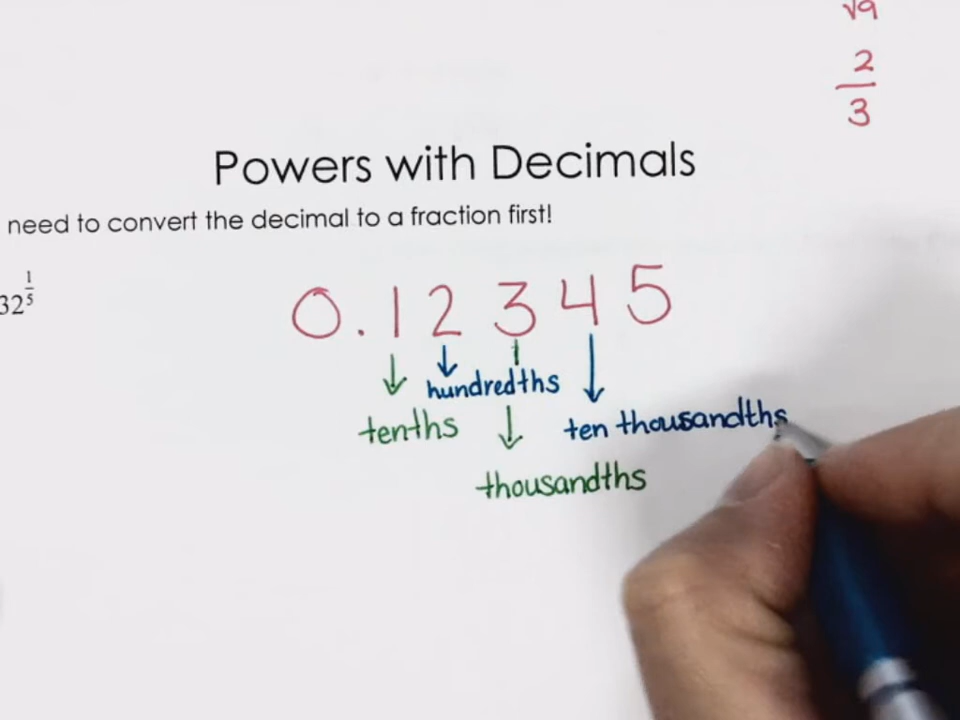 √9
2
3
Powers with Decimals
need to convert the decimal to a fraction first!
32^1/5
0.12345
hundredths
tenths
ten thousandths
thousandths